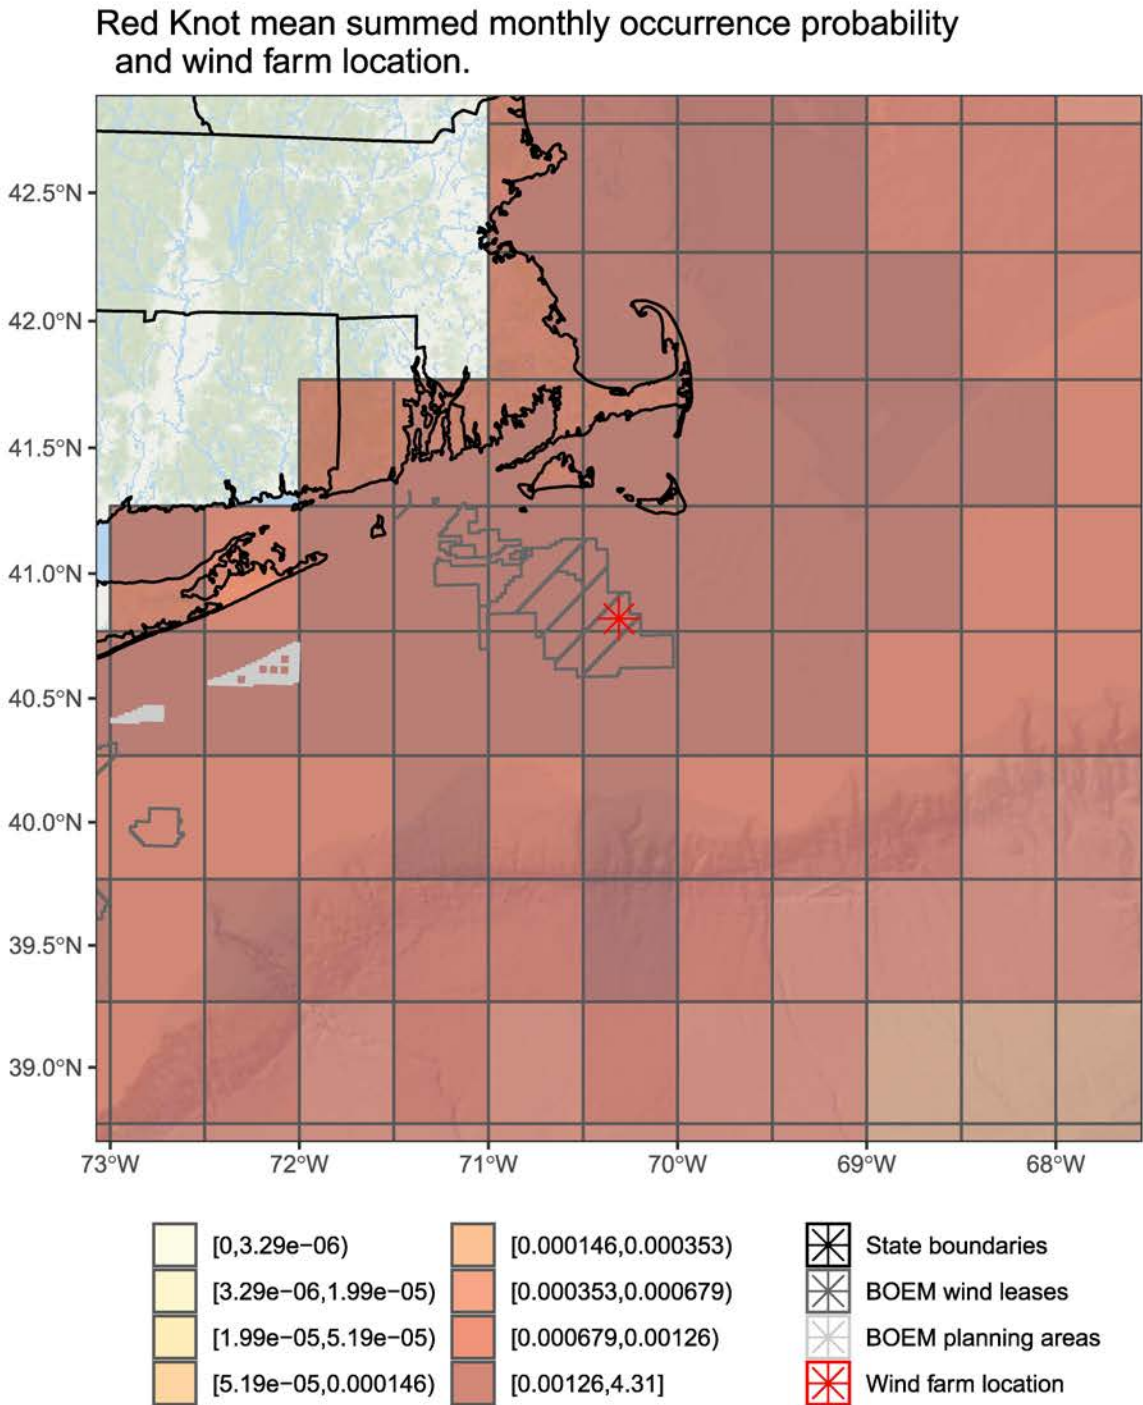 Red Knot mean summed monthly occurrence probability
and wind farm location.
42.5°N
42.0°N
41.5°N
41.0°N
40.5°N
40.0°N
39.5°N
39.0°N
73°W 72°W 71°W 70°W 69°W 68°W
[0,3.29e−06) [0.000146,0.000353) State boundaries
[3.29e−06,1.99e−05) [0.000353,0.000679) BOEM wind leases
[1.99e−05,5.19e−05) [0.000679,0.00126) BOEM planning areas
[5.19e−05,0.000146) [0.00126,4.31] Wind farm location